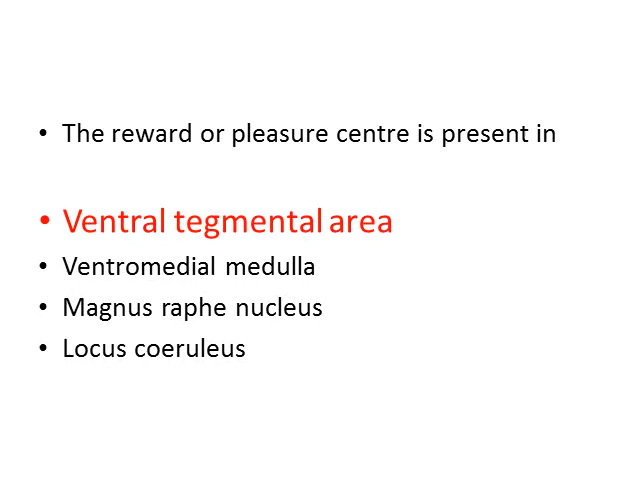 • The reward or pleasure centre is present in
• Ventral tegmental area
• Ventromedial medulla
• Magnus raphe nucleus
• Locus coeruleus